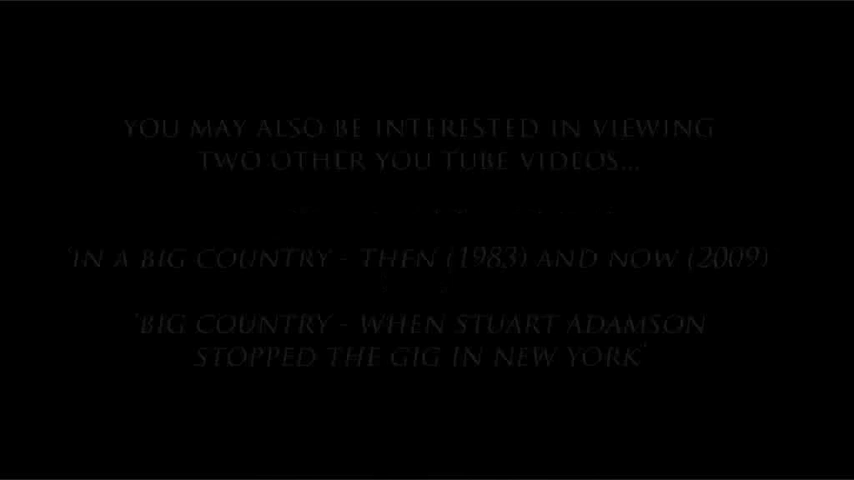 YOU MAY ALSO BE INTERESTED IN VIEWING
TWO OTHER YOU TUBE VIDEOS...
'IN A BIG COUNTRY - THEN (1983) AND NOW (2009)
'BIG COUNTRY - WHEN STUART ADAMSON
STOPPED THE GIG IN NEW YORK'